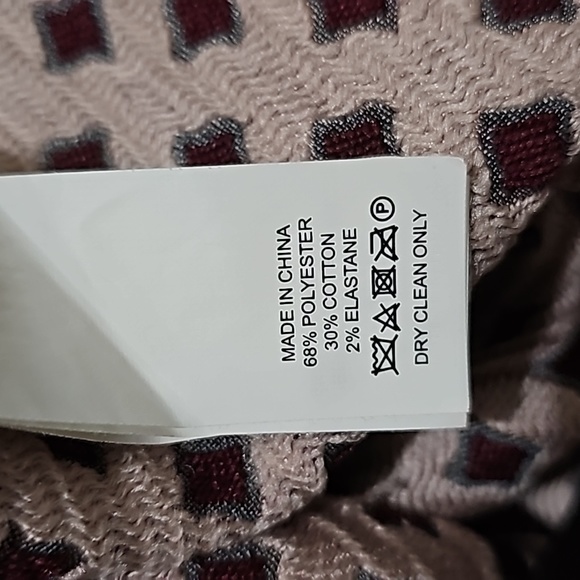 MADE IN CHINA
68% POLYESTER
30% COTTON
2% ELASTANE
P
DRY CLEAN ONLY